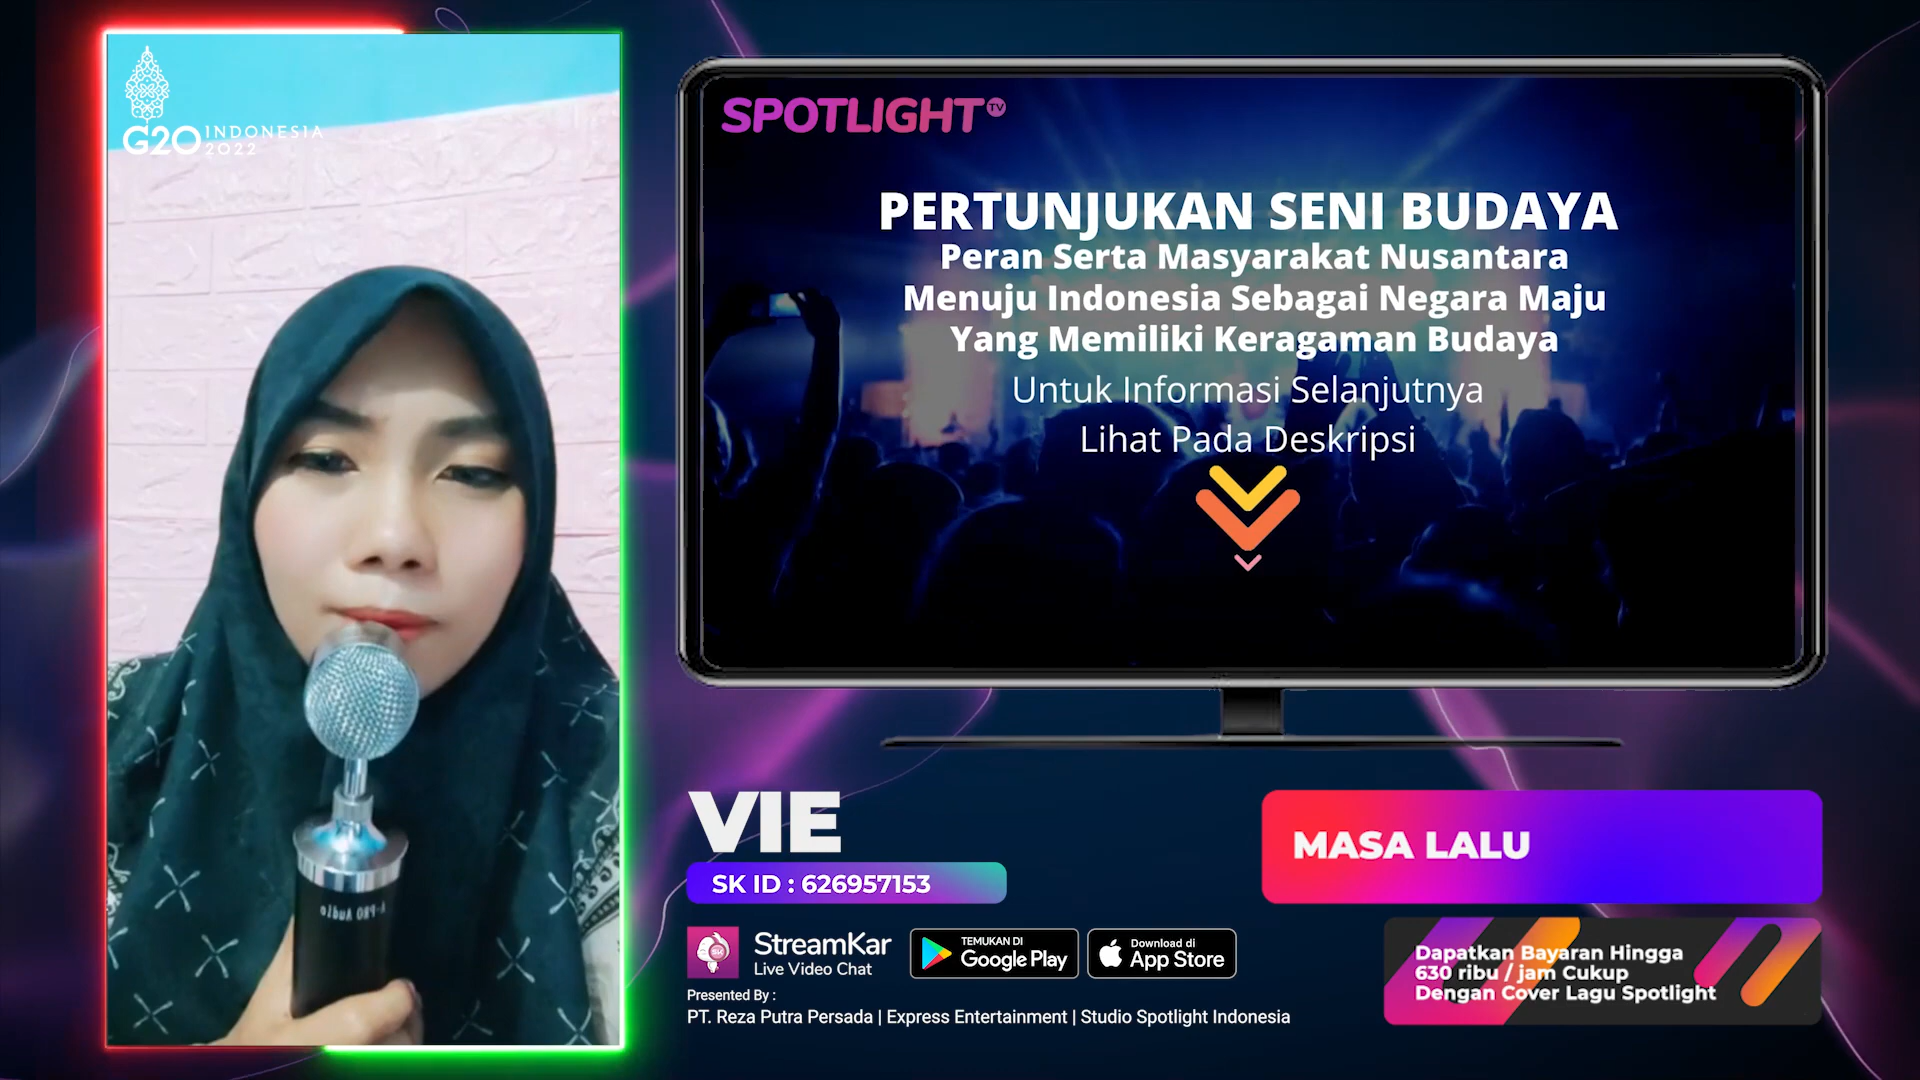 G20 INDONESIA
2022
SPOTLIGHT TV
PERTUNJUKAN SENI BUDAYA
Peran Serta Masyarakat Nusantara
Menuju Indonesia Sebagai Negara Maju
Yang Memiliki Keragaman Budaya
Untuk Informasi Selanjutnya
Lihat Pada Deskripsi
A-PRO Audio
VIE
SK ID : 626957153
MASA LALU
StreamKar
Live Video Chat
TEMUKAN DI
Google Play
Download di
App Store
Dapatkan Bayaran Hingga
630 ribu / jam Cukup
Dengan Cover Lagu Spotlight
Presented By :
PT. Reza Putra Persada | Express Entertainment | Studio Spotlight Indonesia